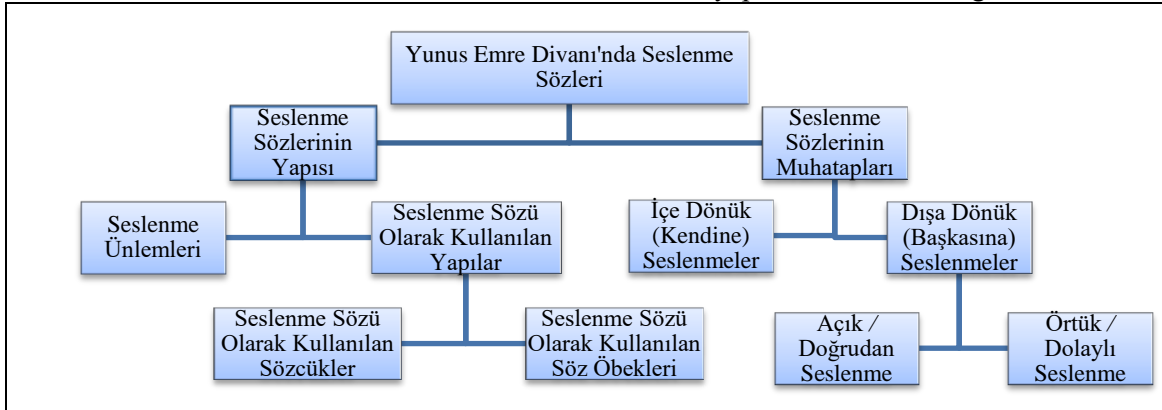 Yunus Emre Divanı'nda Seslenme
Sözleri
Seslenme
Sözlerinin
Yapısı
Seslenme
Sözlerinin
Muhatapları
Seslenme
Ünlemleri
Seslenme Sözü
Olarak Kullanılan
Yapılar
İçe Dönük
(Kendine)
Seslenmeler
Dışa Dönük
(Başkasına)
Seslenmeler
Seslenme Sözü
Olarak Kullanılan
Sözcükler
Seslenme Sözü
Olarak Kullanılan
Söz Öbekleri
Açık /
Doğrudan
Seslenme
Örtük /
Dolaylı
Seslenme